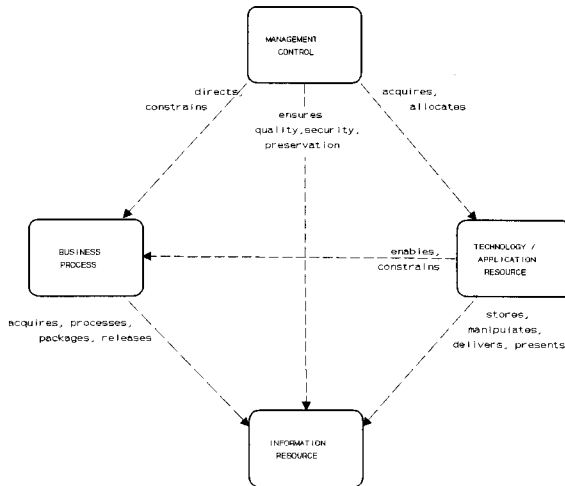 MANAGEMENT
CONTROL
directs,
constrains
acquires,
allocates
ensures
quality,security,
preservation
BUSINESS
PROCESS
enables,
constrains
TECHNOLOGY /
APPLICATION
RESOURCE
acquires, processes,
packages, releases
stores,
manipulates,
delivers, presents
INFORMATION
RESOURCE